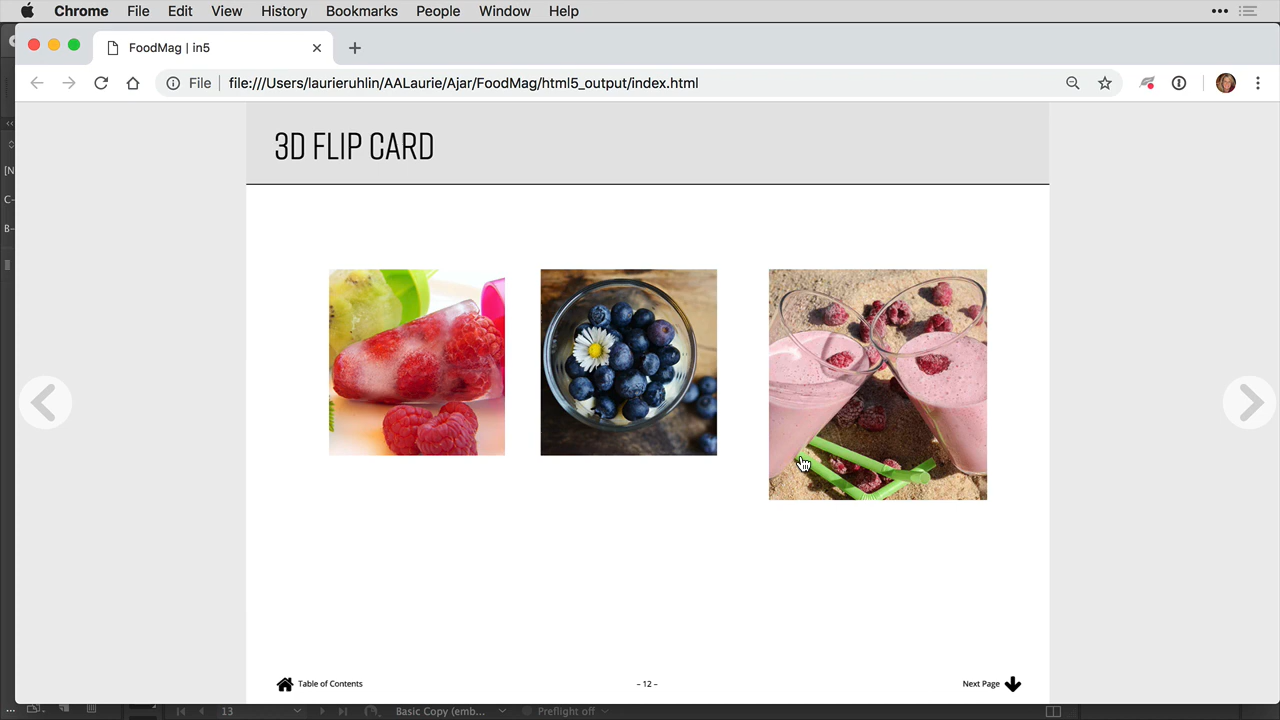 Chrome File Edit View History Bookmarks People Window Help
FoodMag | in5
File file:///Users/laurieruhlin/AALaurie/Ajar/FoodMag/html5_output/index.html
[N
C-
B-
3D FLIP CARD
Table of Contents
– 12 –
Next Page
13
Basic Copy (emb...
Preflight off